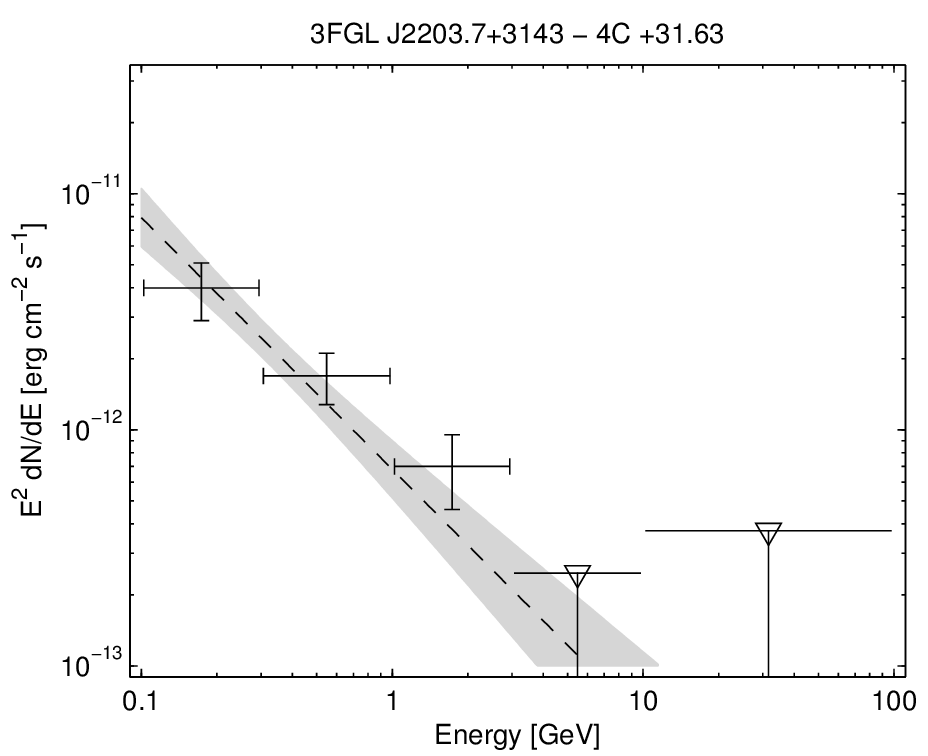 3FGL J2203.7+3143 − 4C +31.63
E² dN/dE [erg cm⁻² s⁻¹]
10⁻¹¹
10⁻¹²
10⁻¹³
0.1 1 10 100
Energy [GeV]